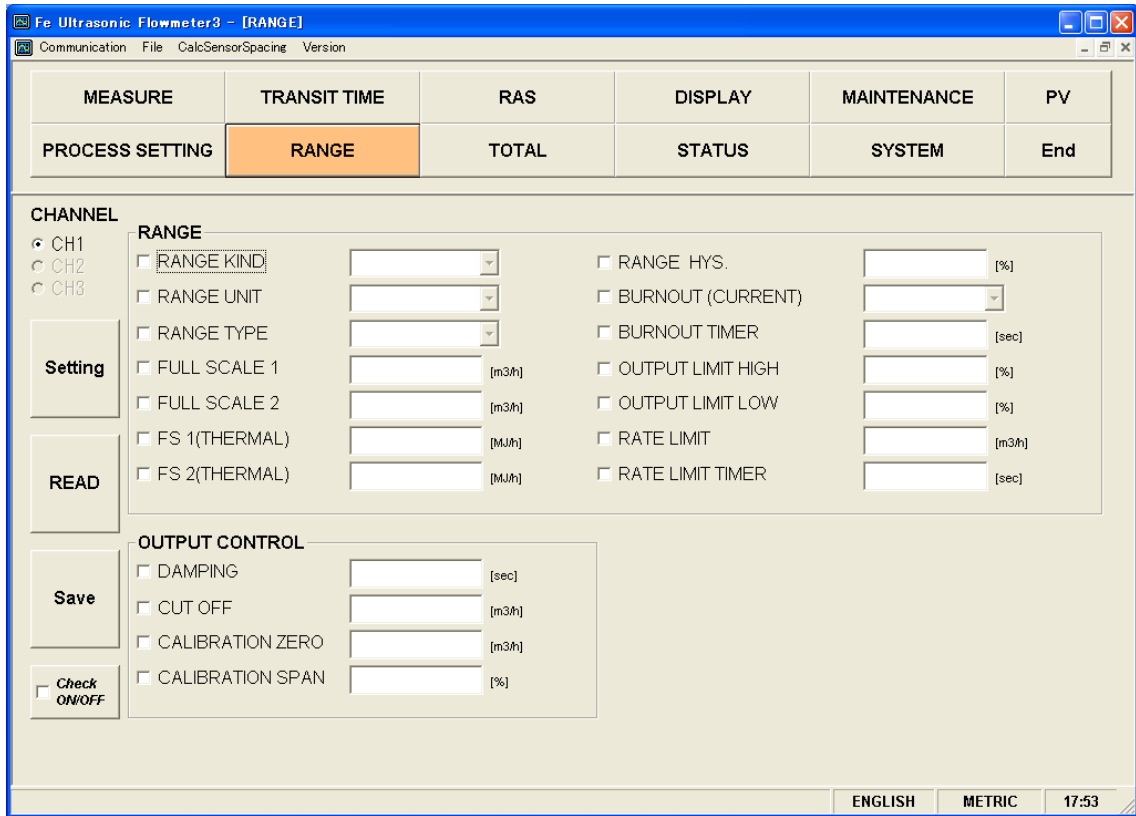 Fe Ultrasonic Flowmeter3 - [RANGE]
Communication File CalcSensorSpacing Version
MEASURE TRANSIT TIME RAS DISPLAY MAINTENANCE PV
PROCESS SETTING RANGE TOTAL STATUS SYSTEM End
CHANNEL
CH1
CH2
CH3
Setting
READ
Save
Check
ON/OFF
RANGE
RANGE KIND
RANGE UNIT
RANGE TYPE
FULL SCALE 1 [m3/h]
FULL SCALE 2 [m3/h]
FS 1(THERMAL) [MJ/h]
FS 2(THERMAL) [MJ/h]
RANGE HYS. [%]
BURNOUT (CURRENT)
BURNOUT TIMER [sec]
OUTPUT LIMIT HIGH [%]
OUTPUT LIMIT LOW [%]
RATE LIMIT [m3/h]
RATE LIMIT TIMER [sec]
OUTPUT CONTROL
DAMPING [sec]
CUT OFF [m3/h]
CALIBRATION ZERO [m3/h]
CALIBRATION SPAN [%]
ENGLISH METRIC 17:53